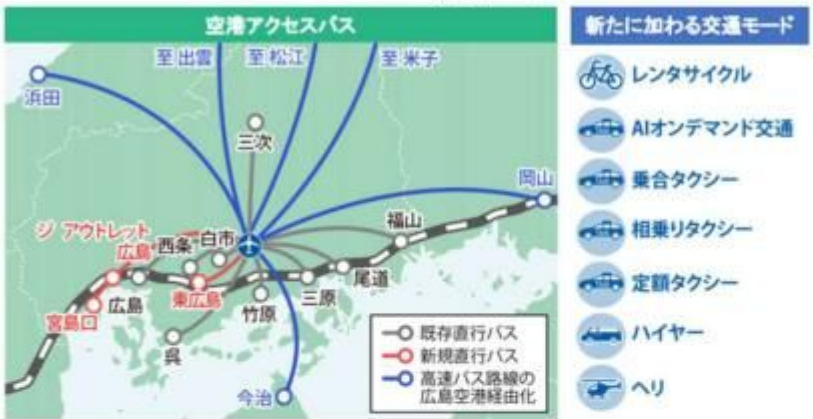 空港アクセスバス
至 出雲
至 松江
至 米子
浜田
三次
岡山
ジ アウトレット
広島
西条
白市
福山
広島
東広島
竹原
三原
尾道
宮島口
呉
今治
既存直行バス
新規直行バス
高速バス路線の
広島空港経由化
新たに加わる交通モード
レンタサイクル
AIオンデマンド交通
乗合タクシー
相乗りタクシー
定額タクシー
ハイヤー
ヘリ